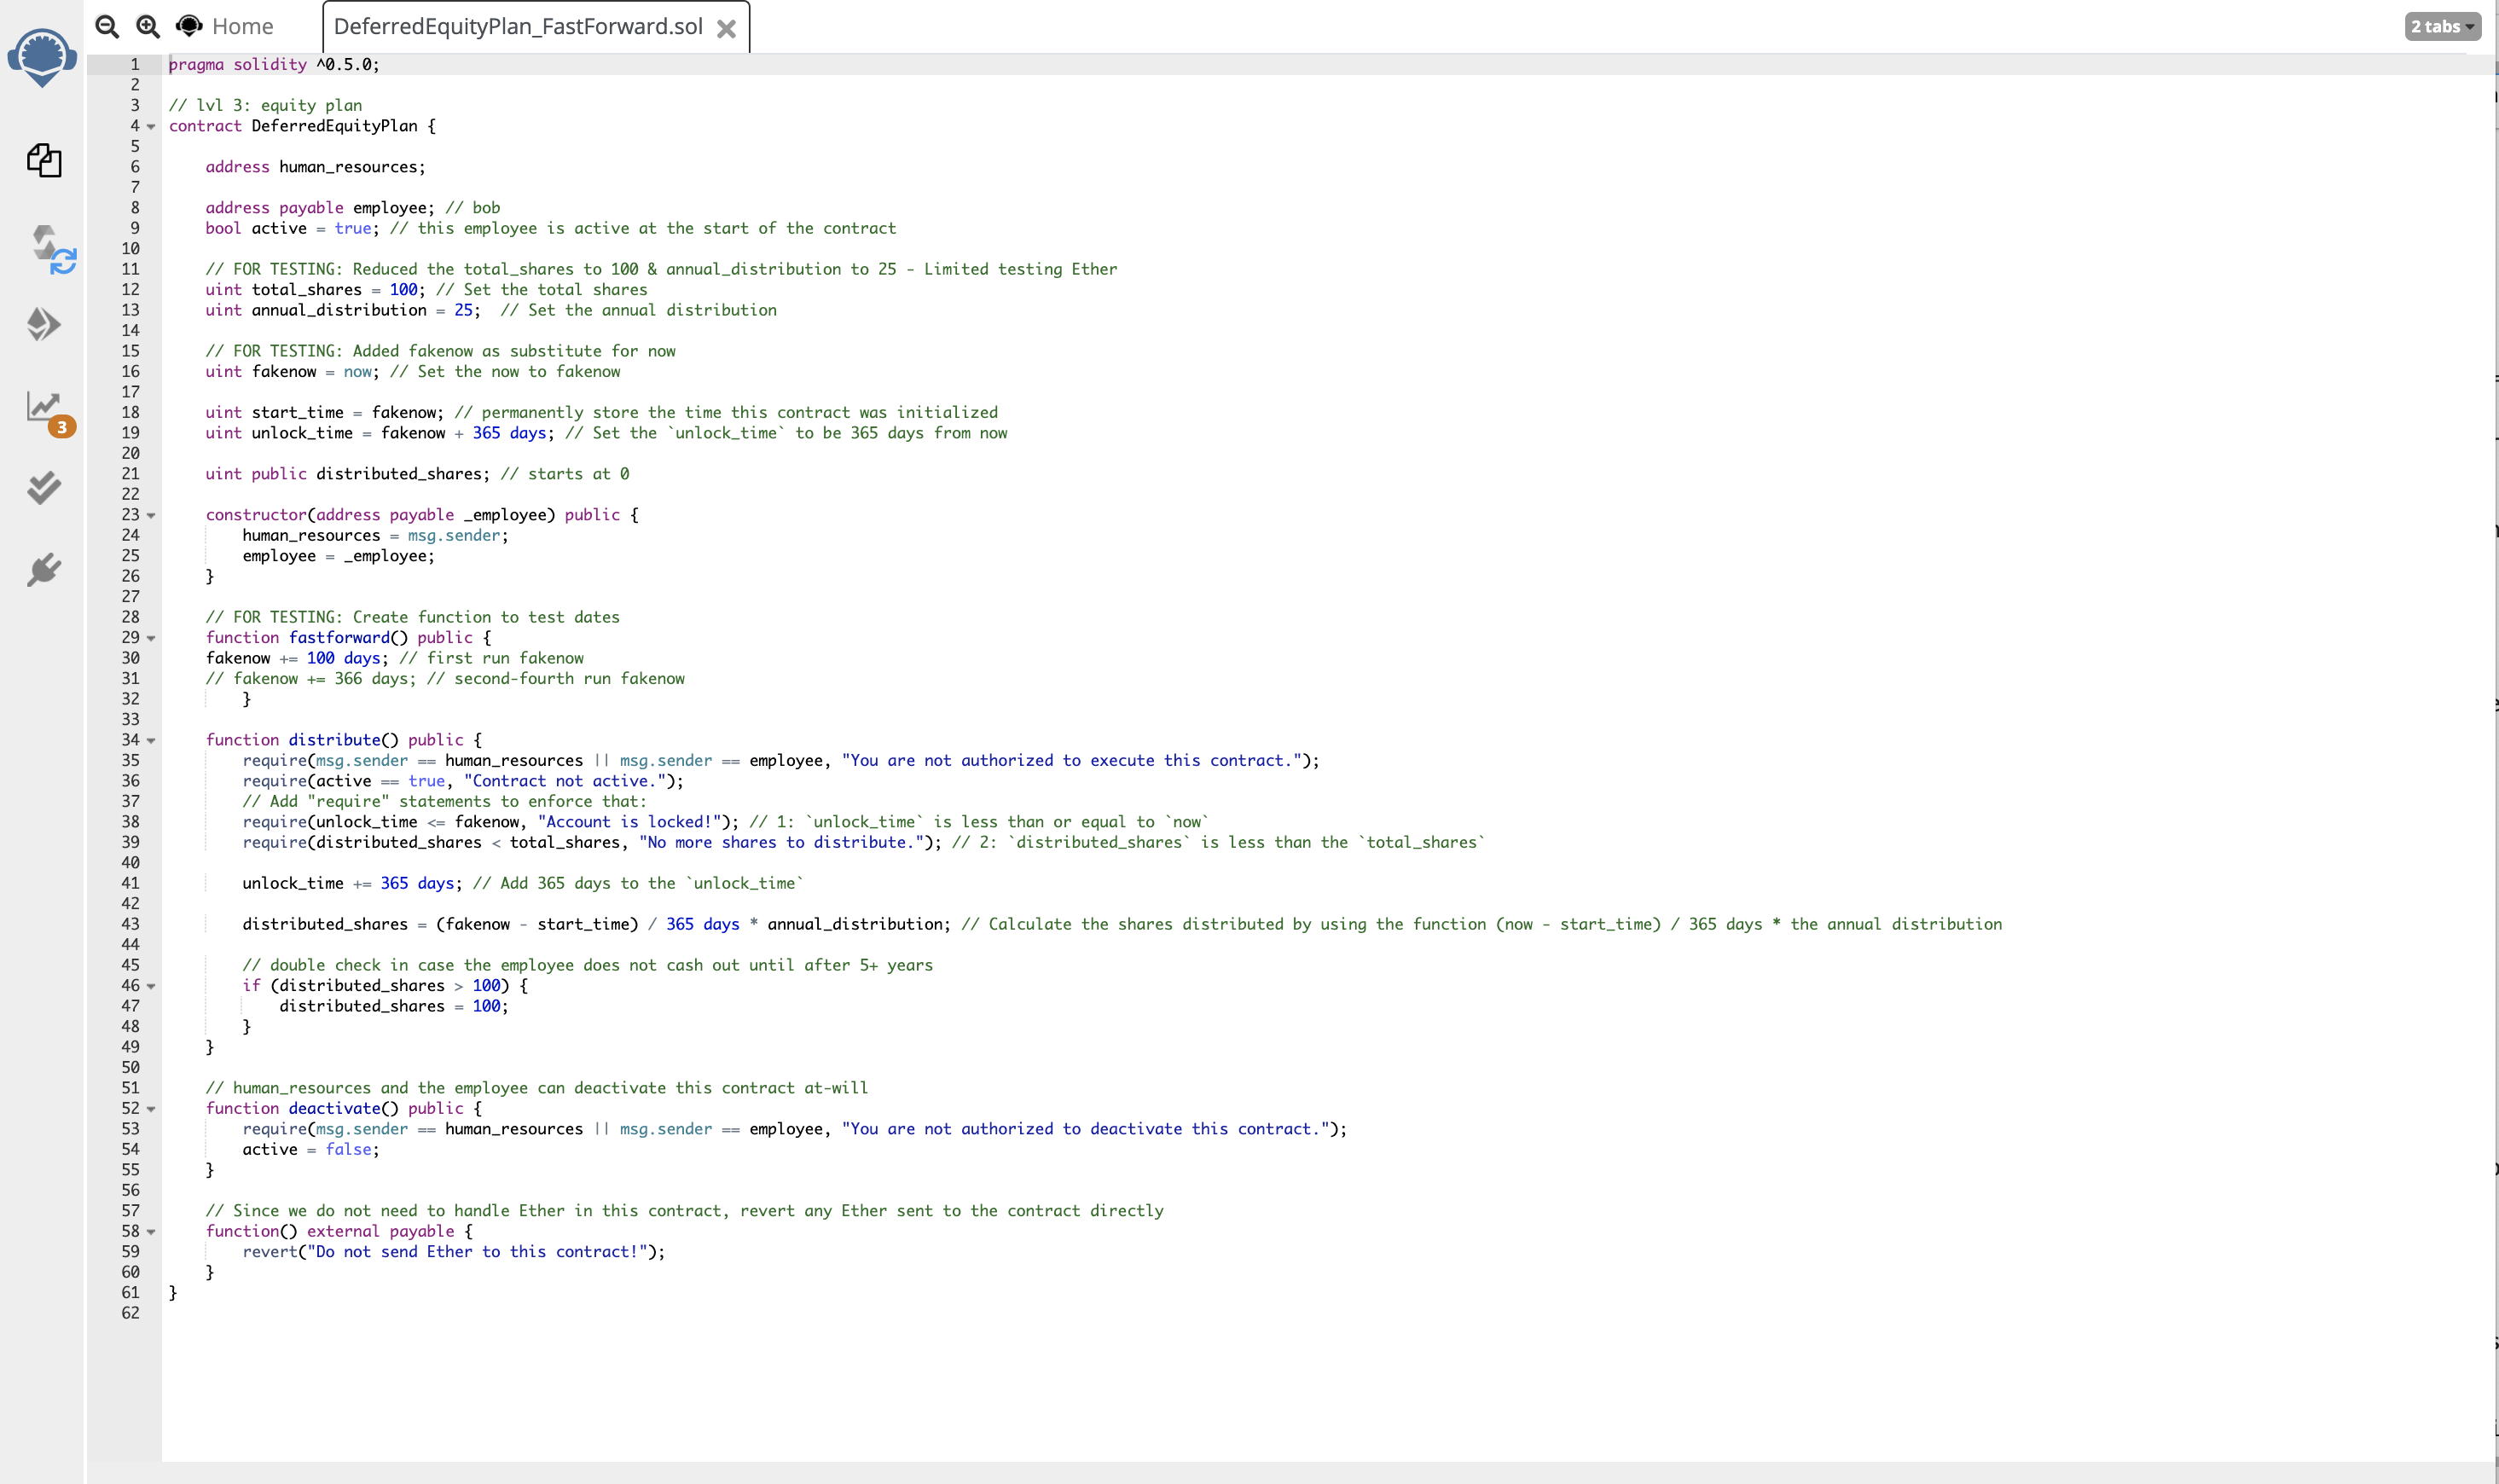 Home
DeferredEquityPlan_FastForward.sol
2 tabs
3
1 pragma solidity ^0.5.0;
2
3 // lvl 3: equity plan
4 contract DeferredEquityPlan {
5
6     address human_resources;
7
8     address payable employee; // bob
9     bool active = true; // this employee is active at the start of the contract
10
11     // FOR TESTING: Reduced the total_shares to 100 & annual_distribution to 25 - Limited testing Ether
12     uint total_shares = 100; // Set the total shares
13     uint annual_distribution = 25;  // Set the annual distribution
14
15     // FOR TESTING: Added fakenow as substitute for now
16     uint fakenow = now; // Set the now to fakenow
17
18     uint start_time = fakenow; // permanently store the time this contract was initialized
19     uint unlock_time = fakenow + 365 days; // Set the `unlock_time` to be 365 days from now
20
21     uint public distributed_shares; // starts at 0
22
23     constructor(address payable _employee) public {
24         human_resources = msg.sender;
25         employee = _employee;
26     }
27
28     // FOR TESTING: Create function to test dates
29     function fastforward() public {
30     fakenow += 100 days; // first run fakenow
31     // fakenow += 366 days; // second-fourth run fakenow
32         }
33
34     function distribute() public {
35         require(msg.sender == human_resources || msg.sender == employee, "You are not authorized to execute this contract.");
36         require(active == true, "Contract not active.");
37         // Add "require" statements to enforce that:
38         require(unlock_time <= fakenow, "Account is locked!"); // 1: `unlock_time` is less than or equal to `now`
39         require(distributed_shares < total_shares, "No more shares to distribute."); // 2: `distributed_shares` is less than the `total_shares`
40
41         unlock_time += 365 days; // Add 365 days to the `unlock_time`
42
43         distributed_shares = (fakenow - start_time) / 365 days * annual_distribution; // Calculate the shares distributed by using the function (now - start_time) / 365 days * the annual distribution
44
45         // double check in case the employee does not cash out until after 5+ years
46         if (distributed_shares > 100) {
47             distributed_shares = 100;
48         }
49     }
50
51     // human_resources and the employee can deactivate this contract at-will
52     function deactivate() public {
53         require(msg.sender == human_resources || msg.sender == employee, "You are not authorized to deactivate this contract.");
54         active = false;
55     }
56
57     // Since we do not need to handle Ether in this contract, revert any Ether sent to the contract directly
58     function() external payable {
59         revert("Do not send Ether to this contract!");
60     }
61 }
62